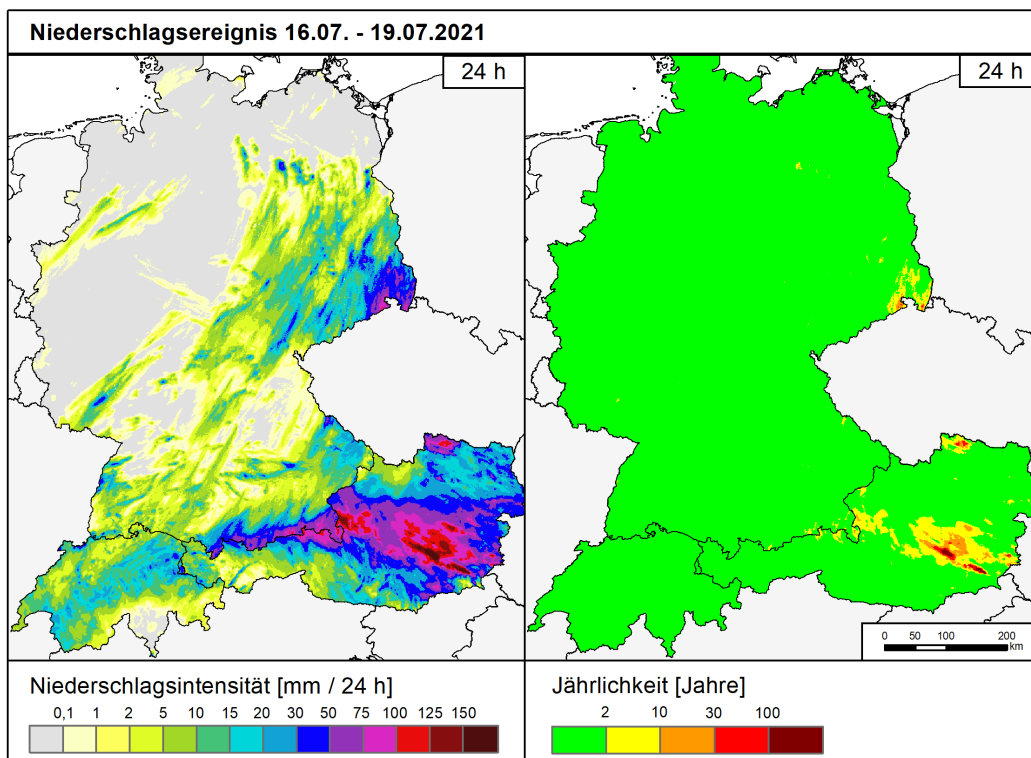 Niederschlagsereignis 16.07. - 19.07.2021
24 h
24 h
0 50 100 200
km
Niederschlagsintensität [mm / 24 h]
0,1 1 2 5 10 15 20 30 50 75 100 125 150
Jährlichkeit [Jahre]
2 10 30 100